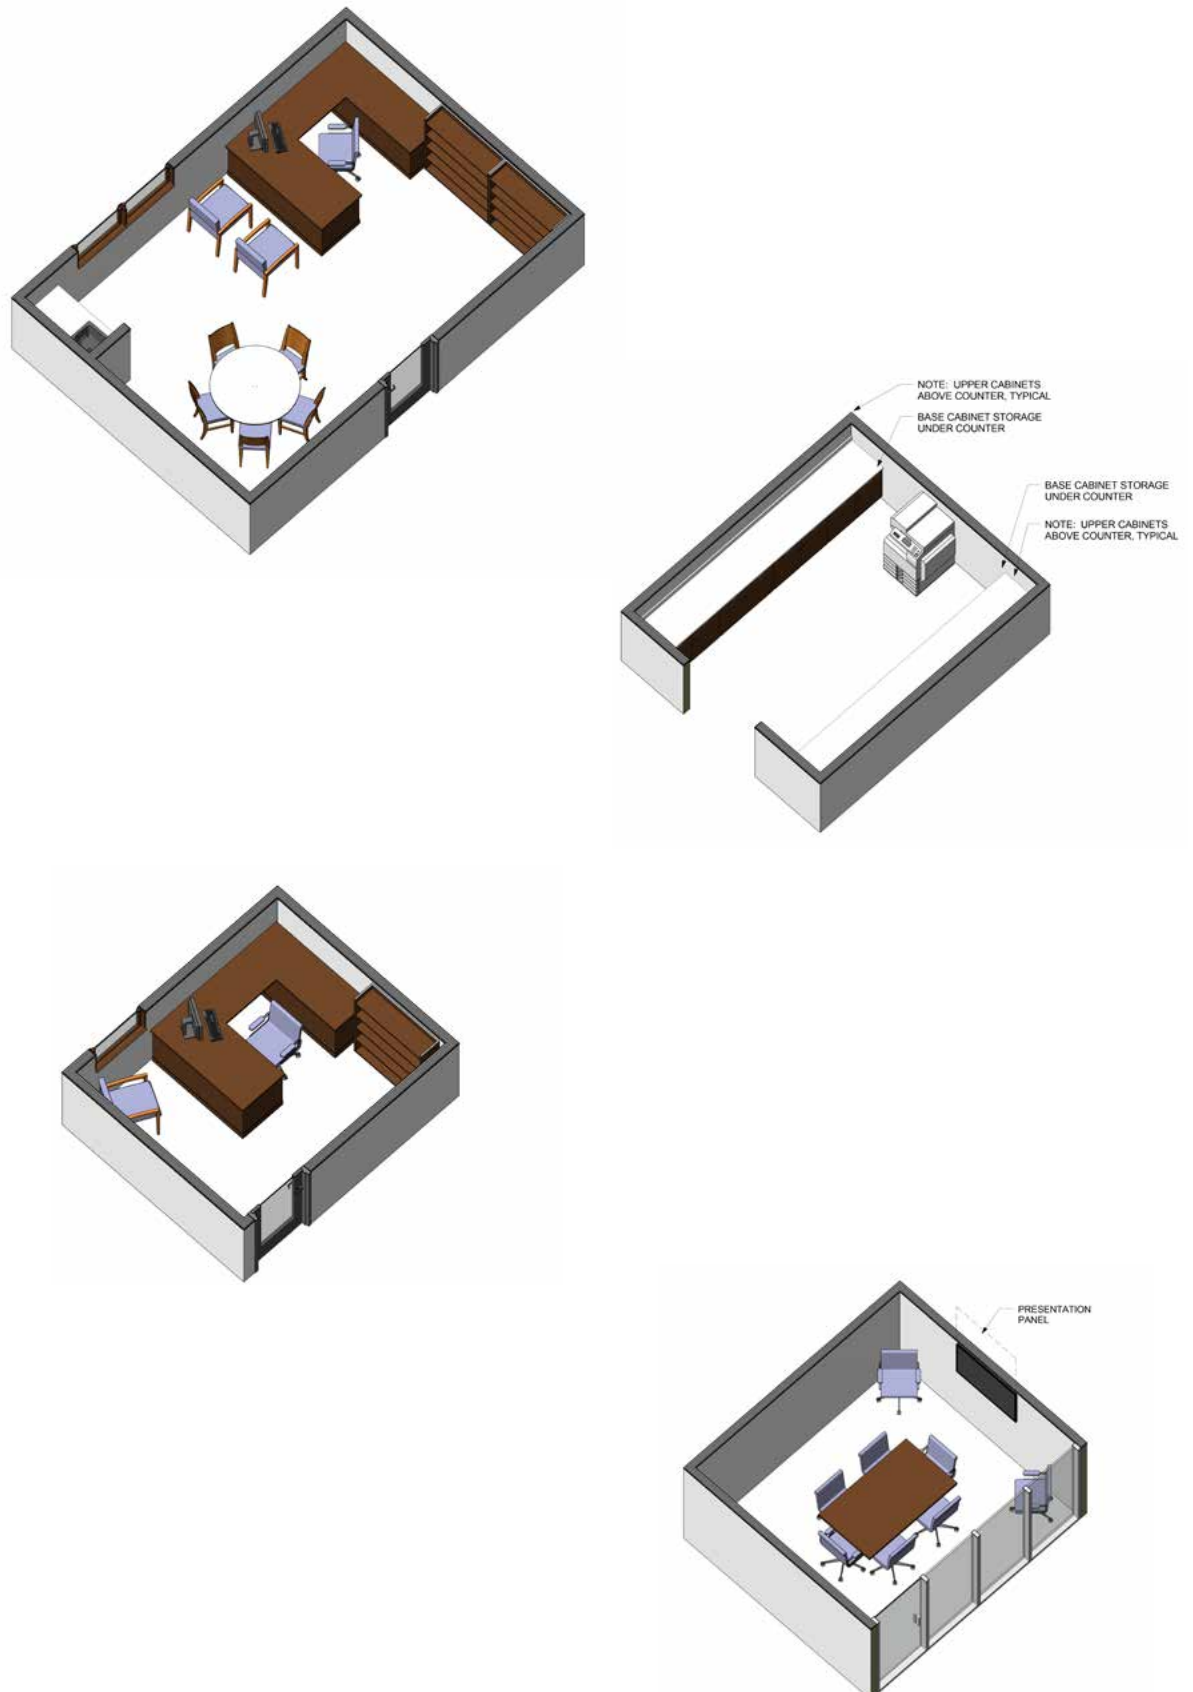 NOTE: UPPER CABINETS
ABOVE COUNTER, TYPICAL
BASE CABINET STORAGE
UNDER COUNTER
BASE CABINET STORAGE
UNDER COUNTER
NOTE: UPPER CABINETS
ABOVE COUNTER, TYPICAL
PRESENTATION
PANEL